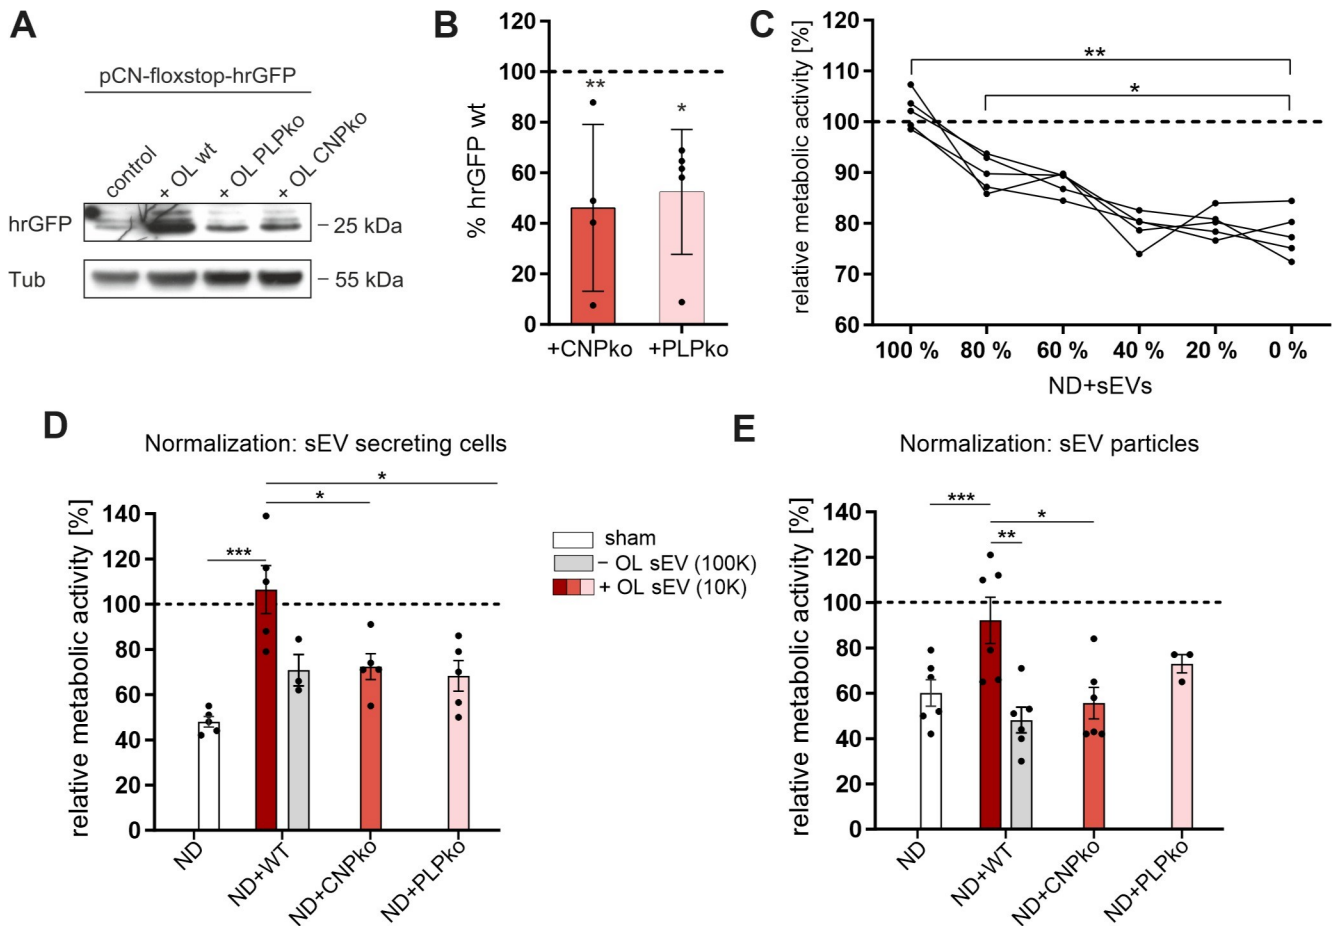 A
pCN-floxstop-hrGFP
control
+ OL wt
+ OL PLPko
+ OL CNPko
hrGFP
– 25 kDa
Tub
– 55 kDa
B
% hrGFP wt
120
100
80
60
40
20
0
**
*
+CNPko
+PLPko
C
relative metabolic activity [%]
120
110
100
90
80
70
60
**
*
100 %
80 %
60 %
40 %
20 %
0 %
ND+sEVs
D
Normalization: sEV secreting cells
relative metabolic activity [%]
140
120
100
80
60
40
20
0
*
*
***
ND
ND+WT
ND+CNPko
ND+PLPko
sham
– OL sEV (100K)
+ OL sEV (10K)
E
Normalization: sEV particles
relative metabolic activity [%]
140
120
100
80
60
40
20
0
***
*
**
ND
ND+WT
ND+CNPko
ND+PLPko